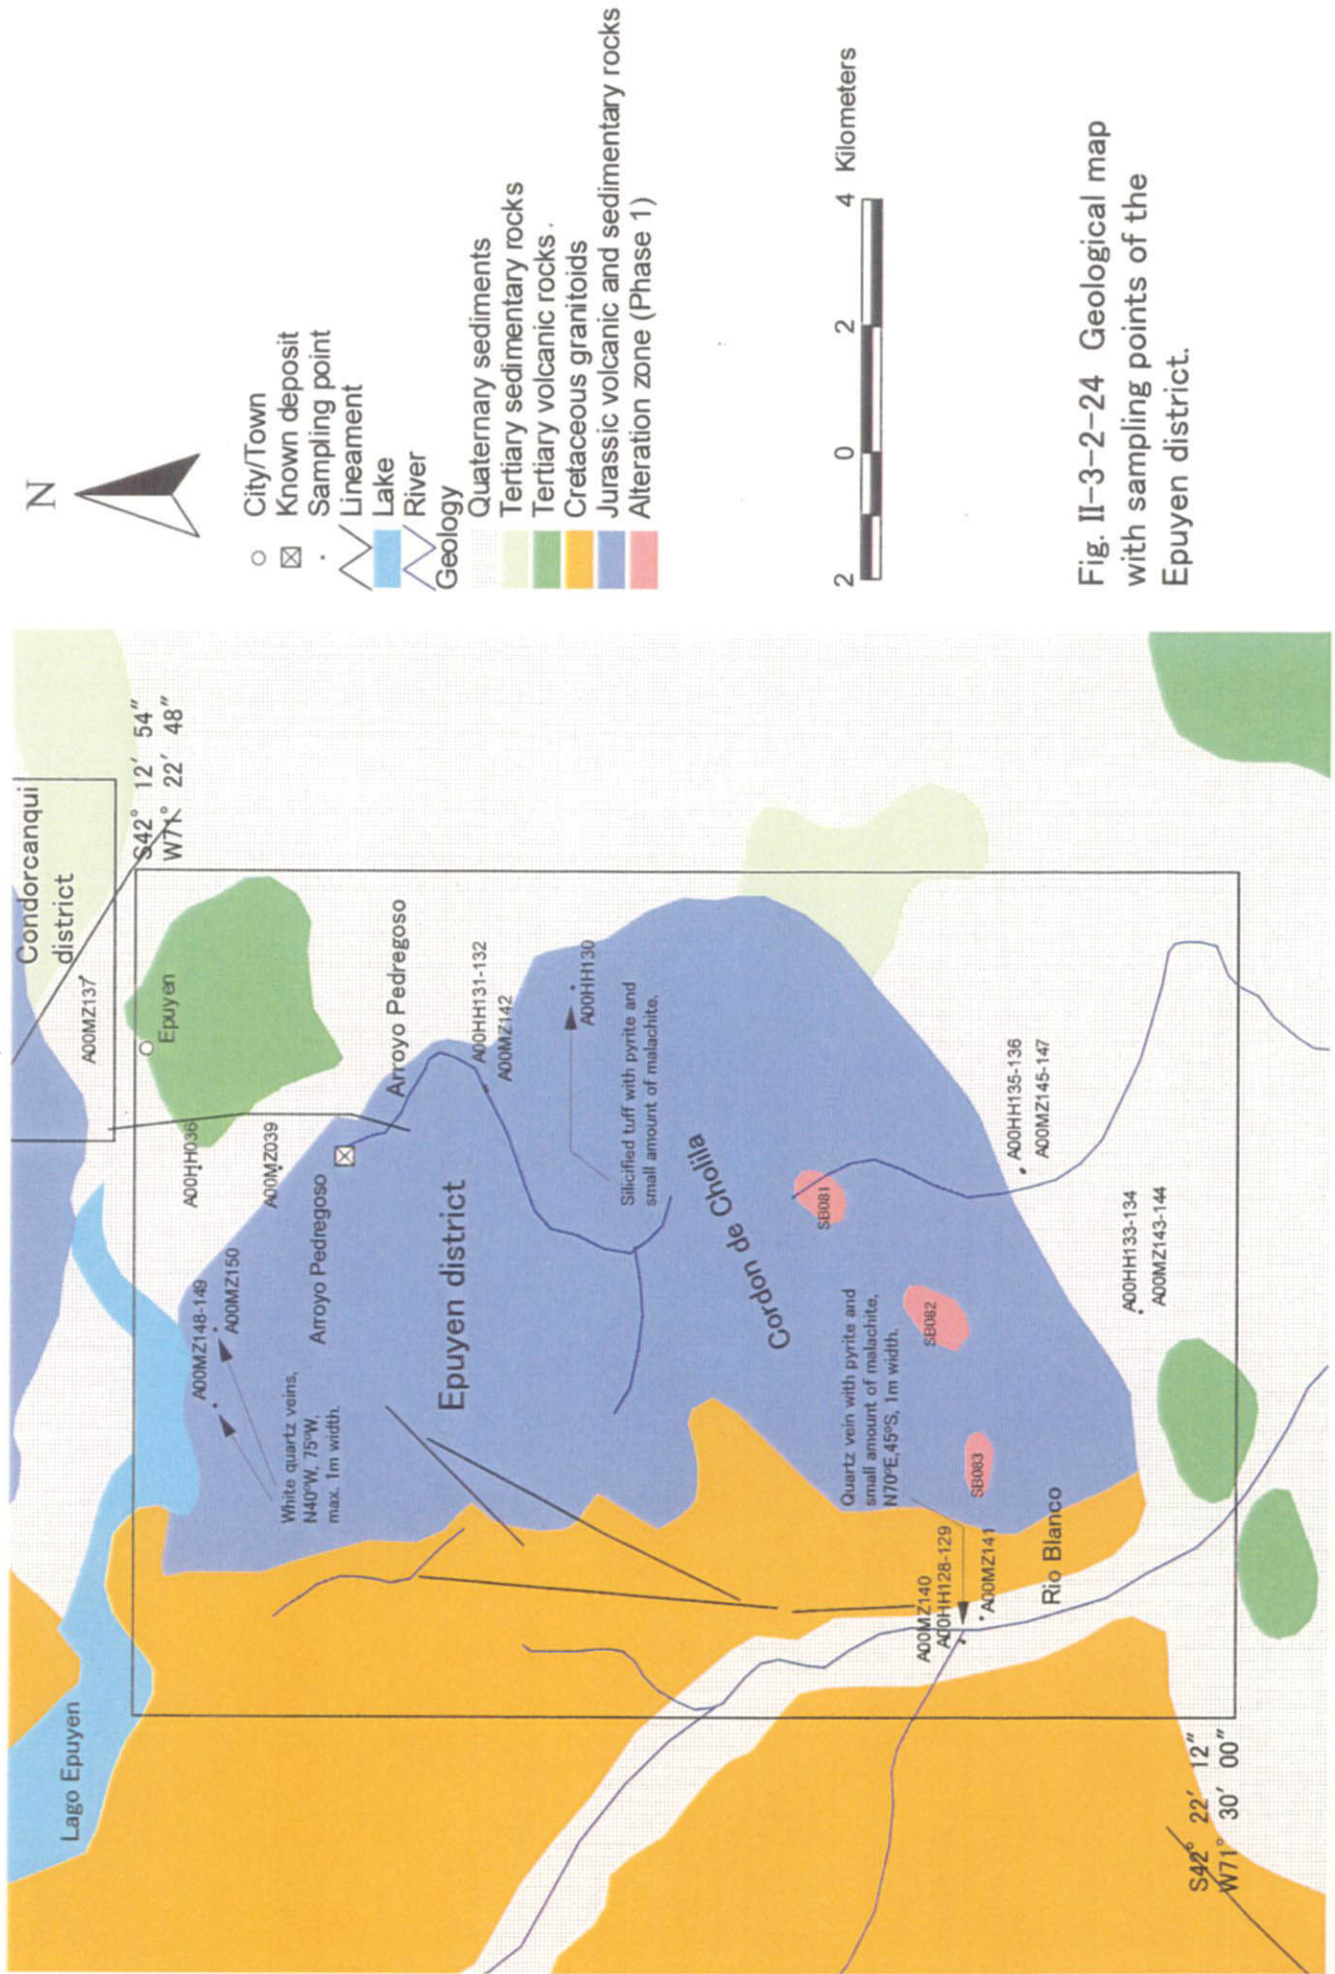 Condorcanqui
district
A00MZ137
S42° 12′ 54″
W71° 22′ 48″
Epuyen
A00HH036
A00MZ039
Arroyo Pedregoso
Arroyo Pedregoso
A00HH131-132
A00MZ142
A00HH130
Silicified tuff with pyrite and
small amount of malachite.
Lago Epuyen
A00MZ148-149
A00MZ150
White quartz veins,
N40°W, 75°W,
max. 1m width.
Epuyen district
Cordon de Cholila
SB081
SB082
SB083
Quartz vein with pyrite and
small amount of malachite,
N70°E,45°S, 1m width.
A00MZ140
A00HH128-129
A00MZ141
Rio Blanco
A00HH135-136
A00MZ145-147
A00HH133-134
A00MZ143-144
S42° 22′ 12″
W71° 30′ 00″
N
City/Town
Known deposit
Sampling point
Lineament
Lake
River
Geology
Quaternary sediments
Tertiary sedimentary rocks
Tertiary volcanic rocks .
Cretaceous granitoids
Jurassic volcanic and sedimentary rocks
Alteration zone (Phase 1)
2 0 2 4 Kilometers
Fig. II-3-2-24 Geological map
with sampling points of the
Epuyen district.